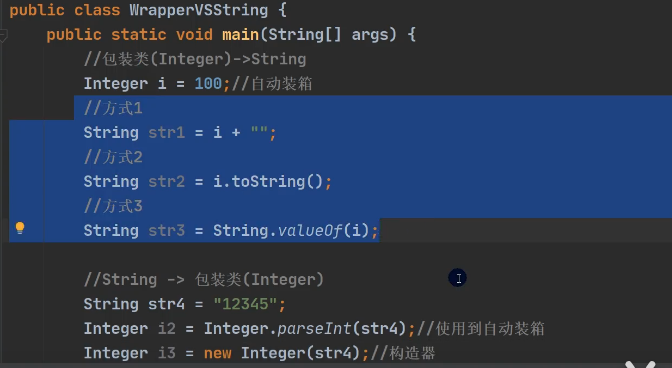 public class WrapperVSString {
public static void main(String[] args) {
//包装类(Integer)->String
Integer i = 100;//自动装箱
//方式1
String str1 = i + "";
//方式2
String str2 = i.toString();
//方式3
String str3 = String.valueOf(i);
//String -> 包装类(Integer)
String str4 = "12345";
Integer i2 = Integer.parseInt(str4);//使用到自动装箱
Integer i3 = new Integer(str4);//构造器